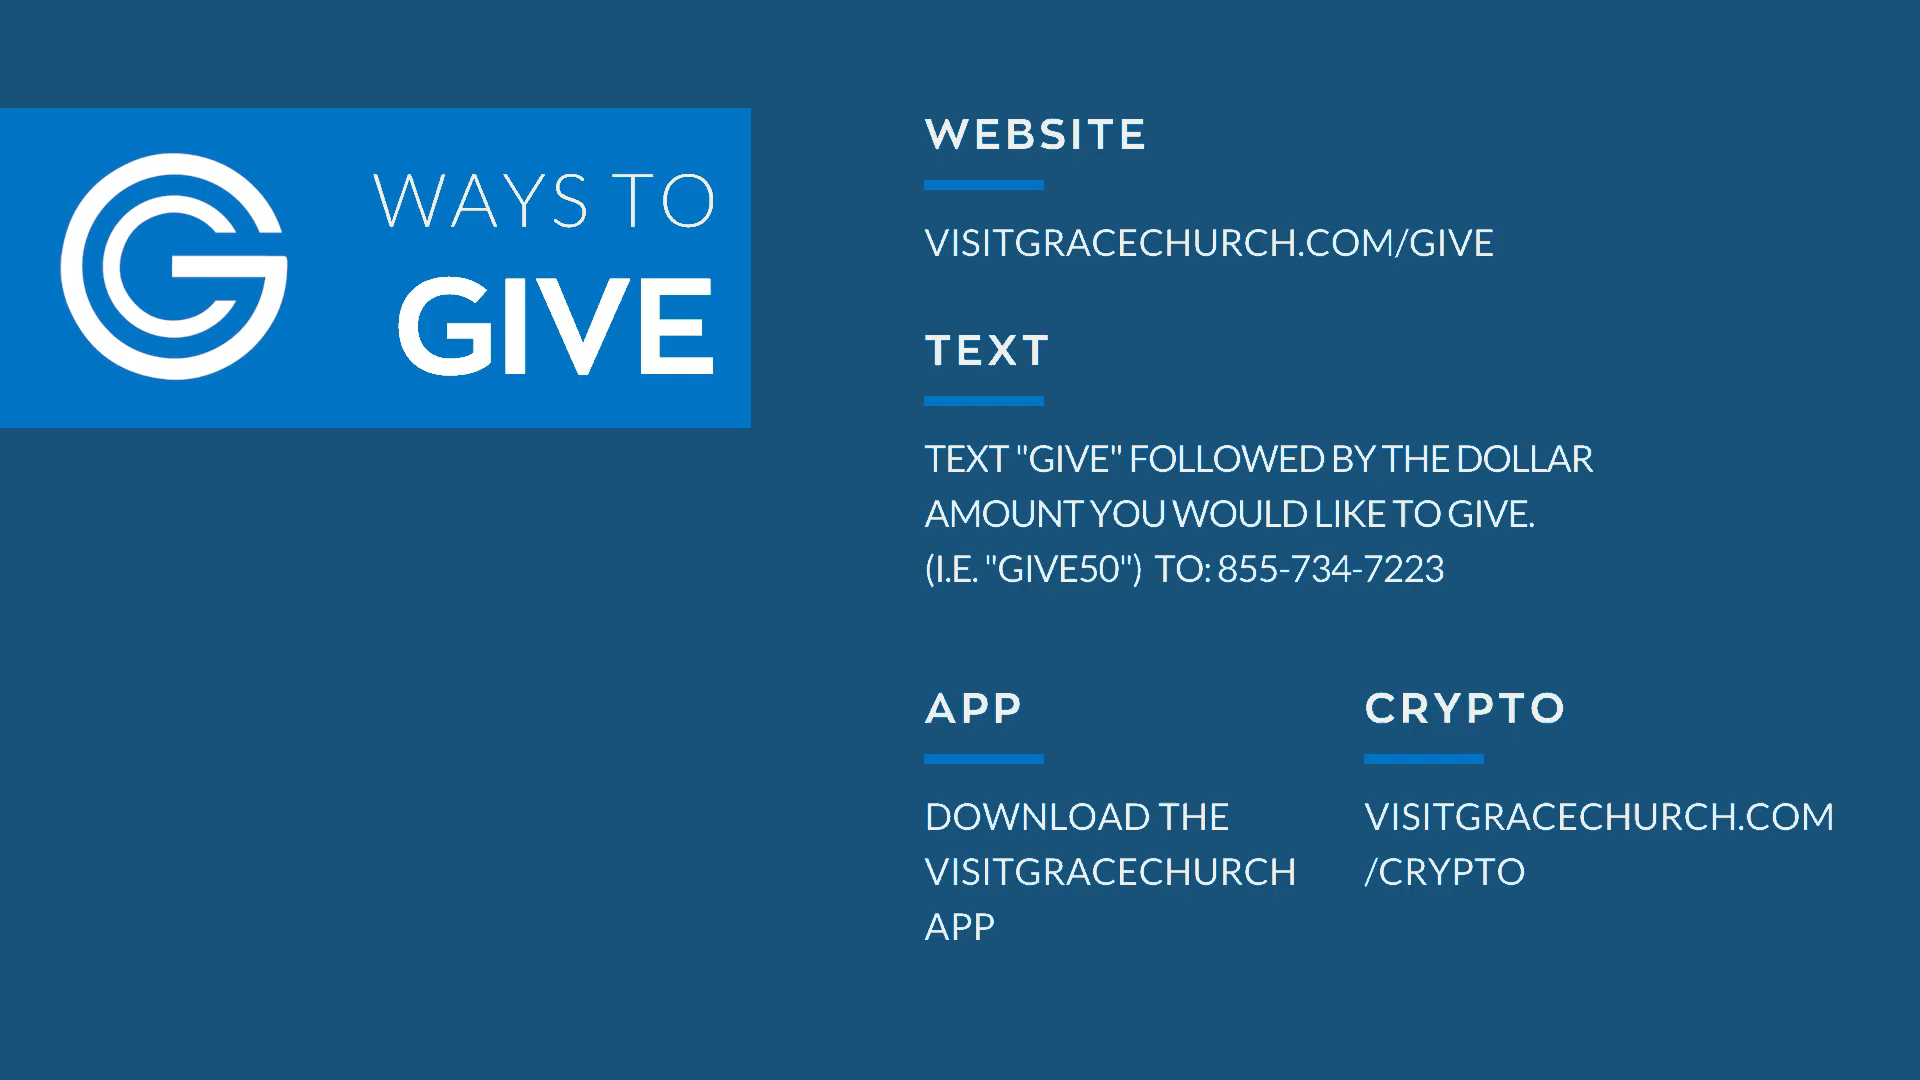 WAYS TO
GIVE
WEBSITE
VISITGRACECHURCH.COM/GIVE
TEXT
TEXT "GIVE" FOLLOWED BY THE DOLLAR
AMOUNT YOU WOULD LIKE TO GIVE.
(I.E. "GIVE50") TO: 855-734-7223
APP
DOWNLOAD THE
VISITGRACECHURCH
APP
CRYPTO
VISITGRACECHURCH.COM
/CRYPTO